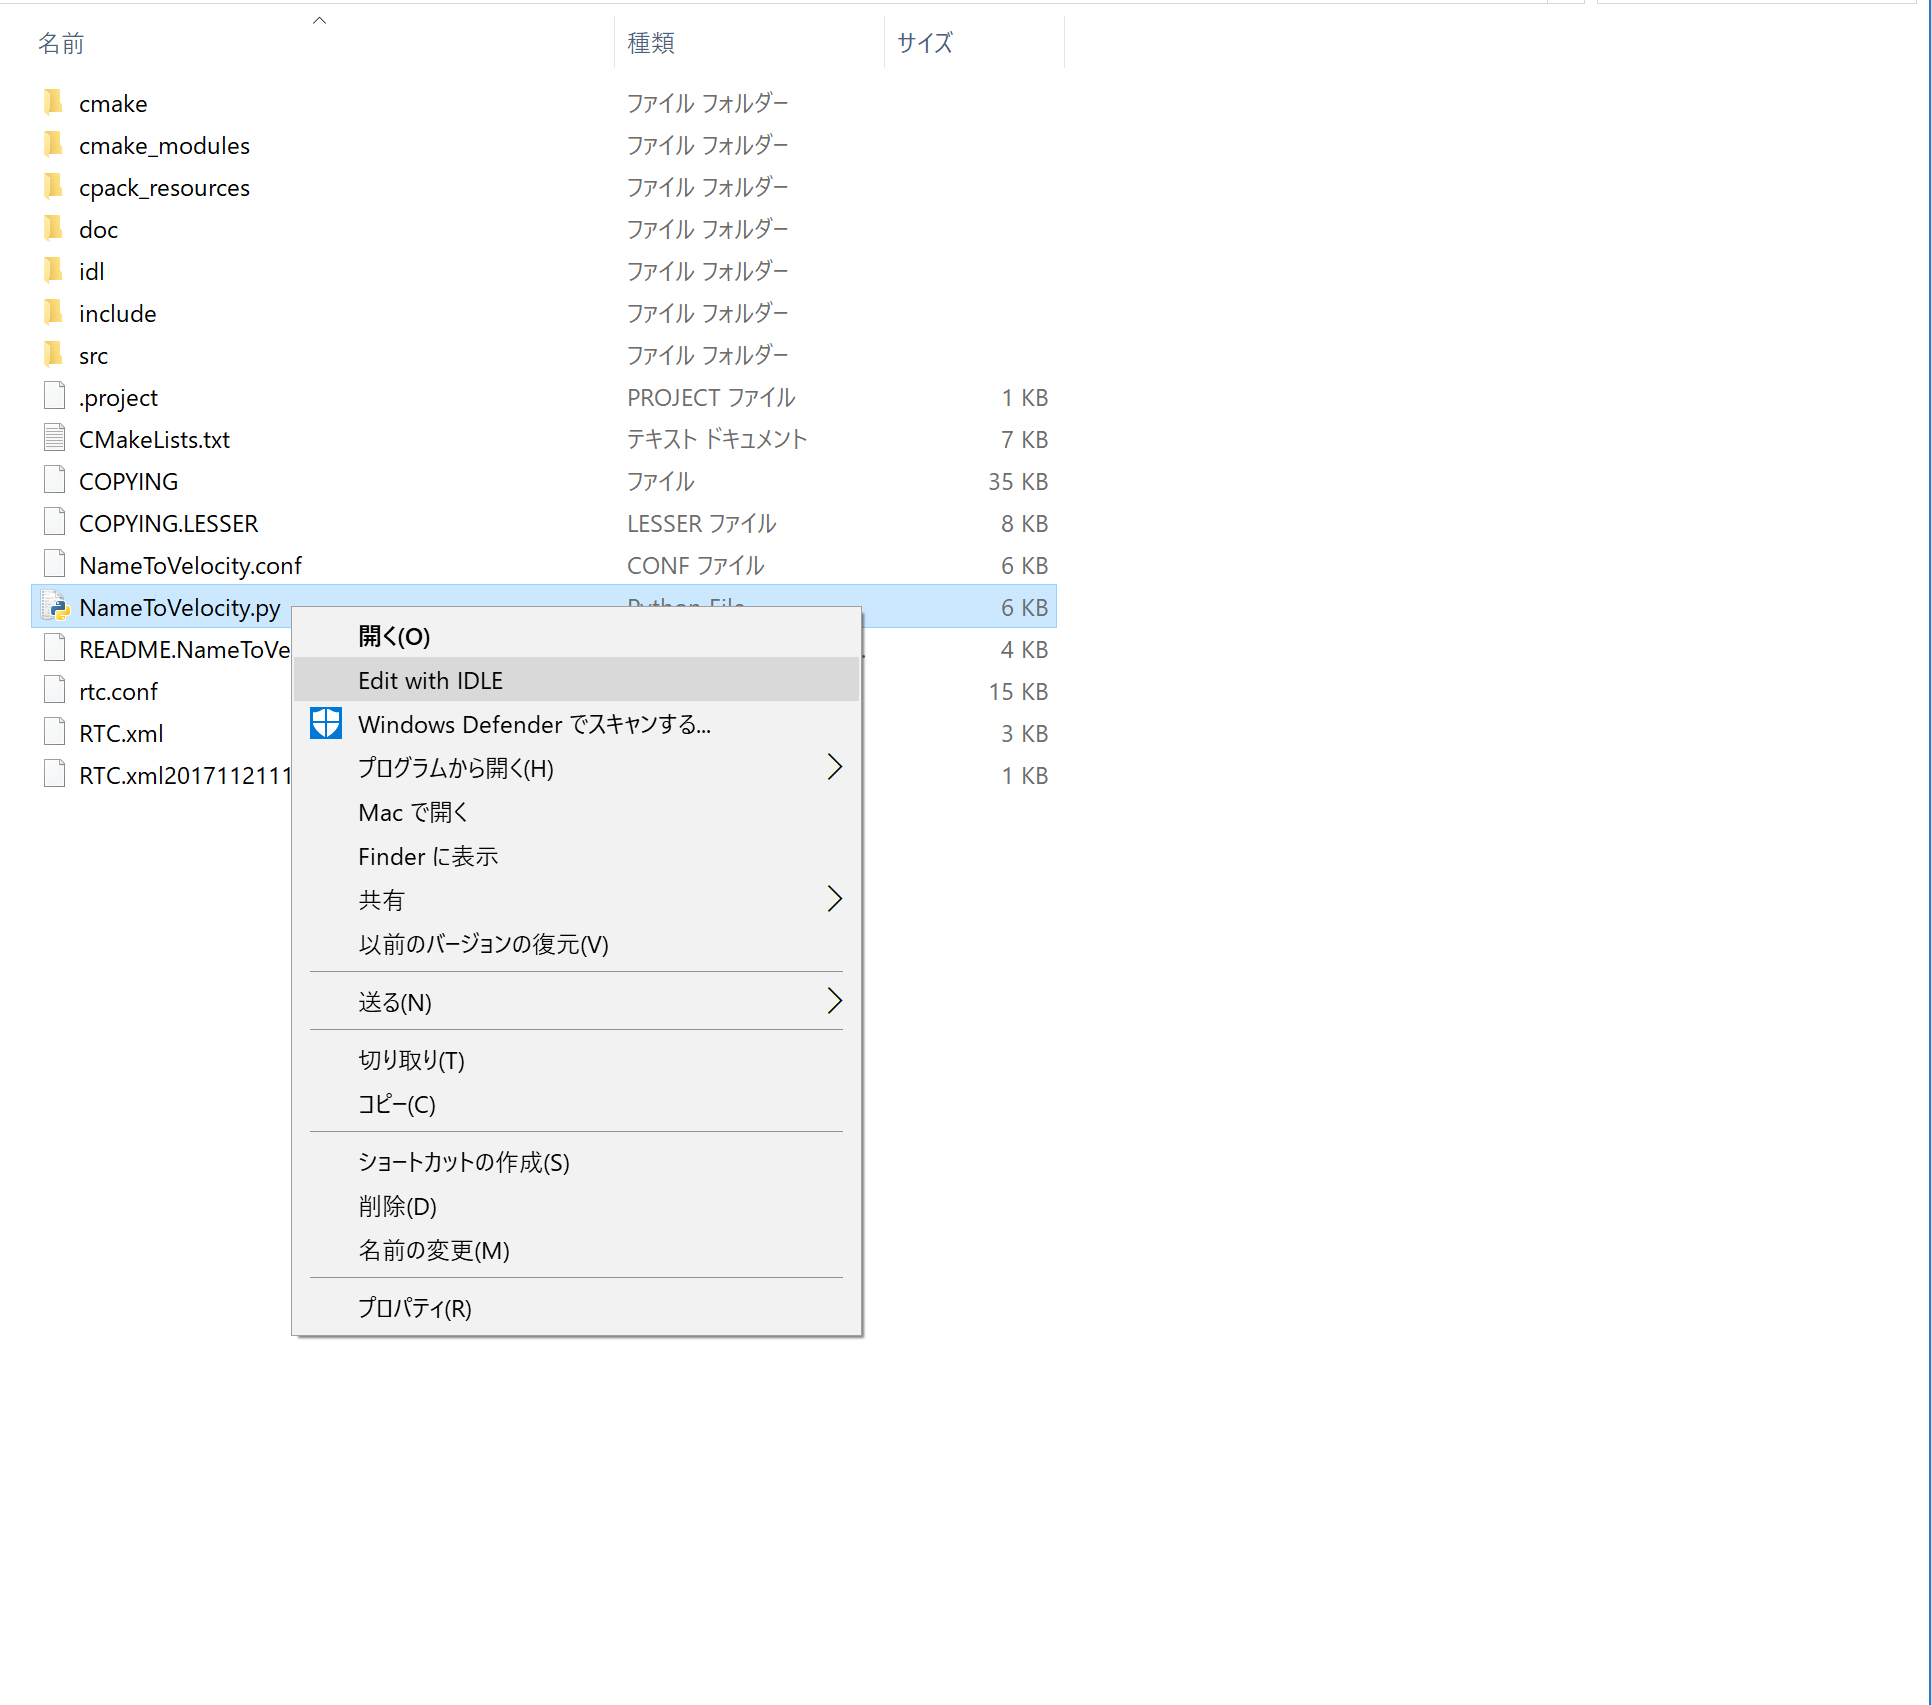 名前 種類 サイズ
cmake ファイル フォルダー
cmake_modules ファイル フォルダー
cpack_resources ファイル フォルダー
doc ファイル フォルダー
idl ファイル フォルダー
include ファイル フォルダー
src ファイル フォルダー
.project PROJECT ファイル 1 KB
CMakeLists.txt テキスト ドキュメント 7 KB
COPYING ファイル 35 KB
COPYING.LESSER LESSER ファイル 8 KB
NameToVelocity.conf CONF ファイル 6 KB
NameToVelocity.py Python File 6 KB
README.NameToVe 4 KB
rtc.conf 15 KB
RTC.xml 3 KB
RTC.xml2017112111 1 KB
開く(O)
Edit with IDLE
Windows Defender でスキャンする...
プログラムから開く(H)
Mac で開く
Finder に表示
共有
以前のバージョンの復元(V)
送る(N)
切り取り(T)
コピー(C)
ショートカットの作成(S)
削除(D)
名前の変更(M)
プロパティ(R)